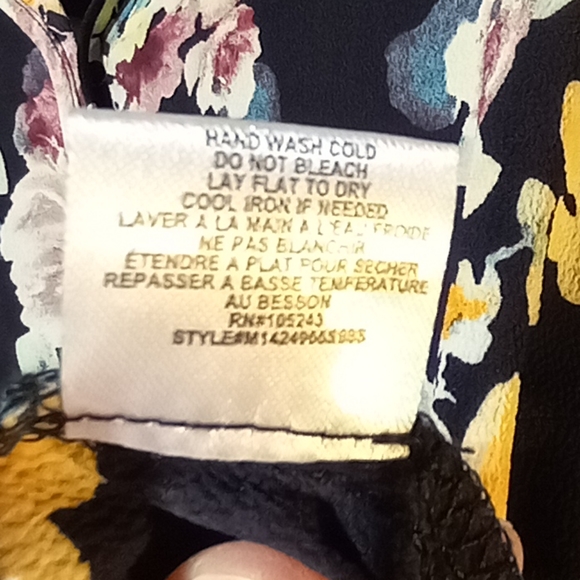 HAND WASH COLD
DO NOT BLEACH
LAY FLAT TO DRY
COOL IRON IF NEEDED
LAVER A LA MAIN A L'EAU FROIDE
NE PAS BLANCHIR
ÉTENDRE A PLAT POUR SECHER
REPASSER A BASSE TEMPERATURE
AU BESSON
RN#105243